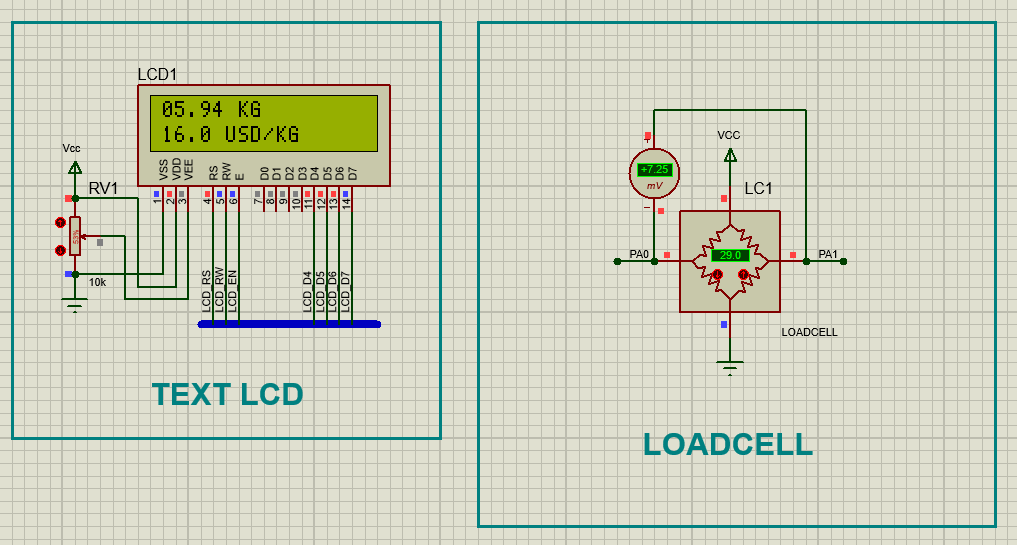 LCD1
05.94 KG
16.0 USD/KG
Vcc
RV1
VSS
VDD
VEE
RS
RW
E
D0
D1
D2
D3
D4
D5
D6
D7
1
2
3
4
5
6
7
8
9
10
11
12
13
14
53%
10k
LCD_RS
LCD_RW
LCD_EN
LCD_D4
LCD_D5
LCD_D6
LCD_D7
TEXT LCD
VCC
+
+7.25
mV
−
LC1
PA0
29.0
PA1
LOADCELL
LOADCELL